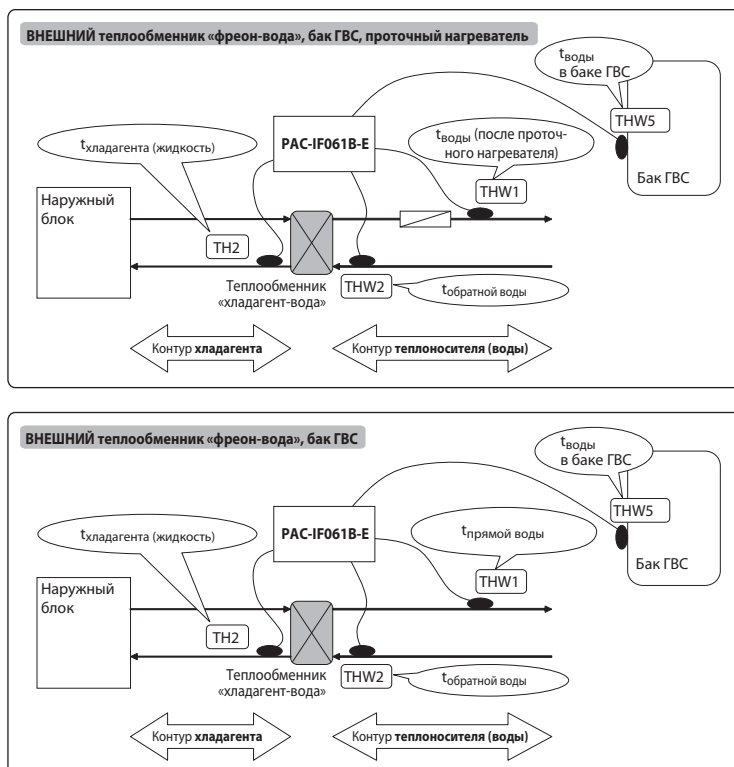 ВНЕШНИЙ теплообменник «фреон-вода», бак ГВС, проточный нагреватель
tводы
в баке ГВС
THW5
Бак ГВС
PAC-IF061B-E
tводы (после проточ-
ного нагревателя)
THW1
tхладагента (жидкость)
Наружный
блок
TH2
Теплообменник
«хладагент-вода»
THW2
tобратной воды
Контур хладагента
Контур теплоносителя (воды)
ВНЕШНИЙ теплообменник «фреон-вода», бак ГВС
tводы
в баке ГВС
THW5
Бак ГВС
PAC-IF061B-E
tпрямой воды
THW1
tхладагента (жидкость)
Наружный
блок
TH2
Теплообменник
«хладагент-вода»
THW2
tобратной воды
Контур хладагента
Контур теплоносителя (воды)